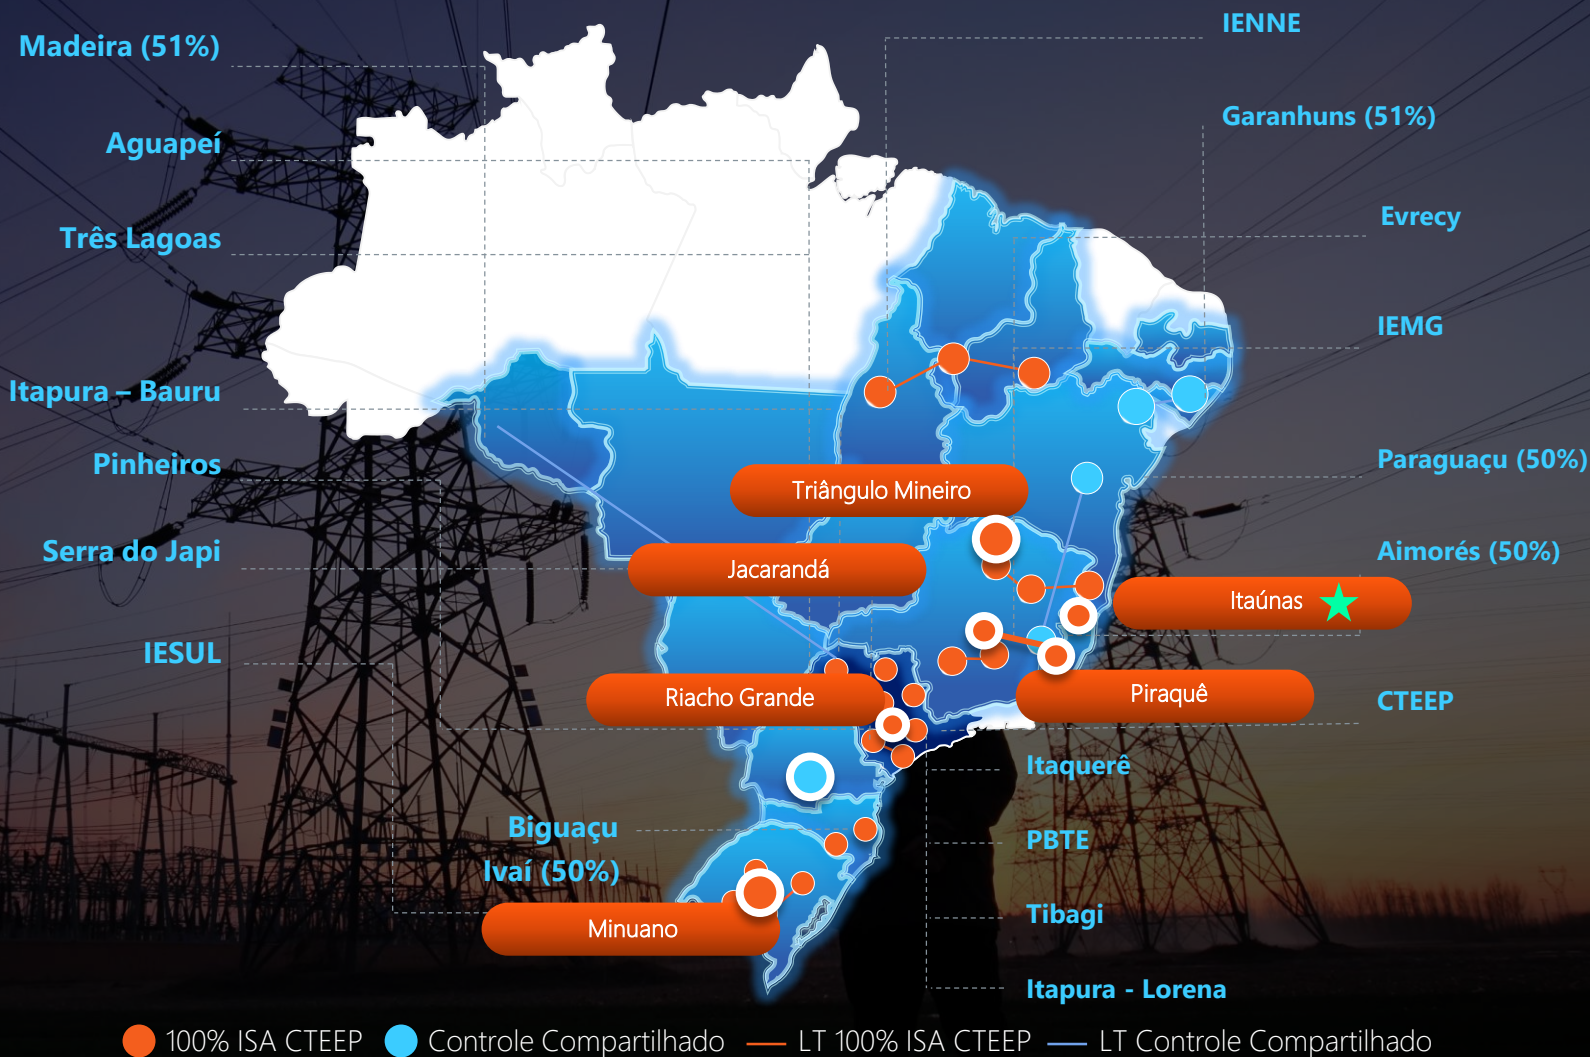 Madeira (51%)
Aguapeí
Três Lagoas
Itapura – Bauru
Pinheiros
Serra do Japi
IESUL
Biguaçu
Ivaí (50%)
IENNE
Garanhuns (51%)
Evrecy
IEMG
Paraguaçu (50%)
Aimorés (50%)
CTEEP
Itaquerê
PBTE
Tibagi
Itapura - Lorena
Triângulo Mineiro
Jacarandá
Itaúnas
Riacho Grande
Piraquê
Minuano
100% ISA CTEEP
Controle Compartilhado
LT 100% ISA CTEEP
LT Controle Compartilhado